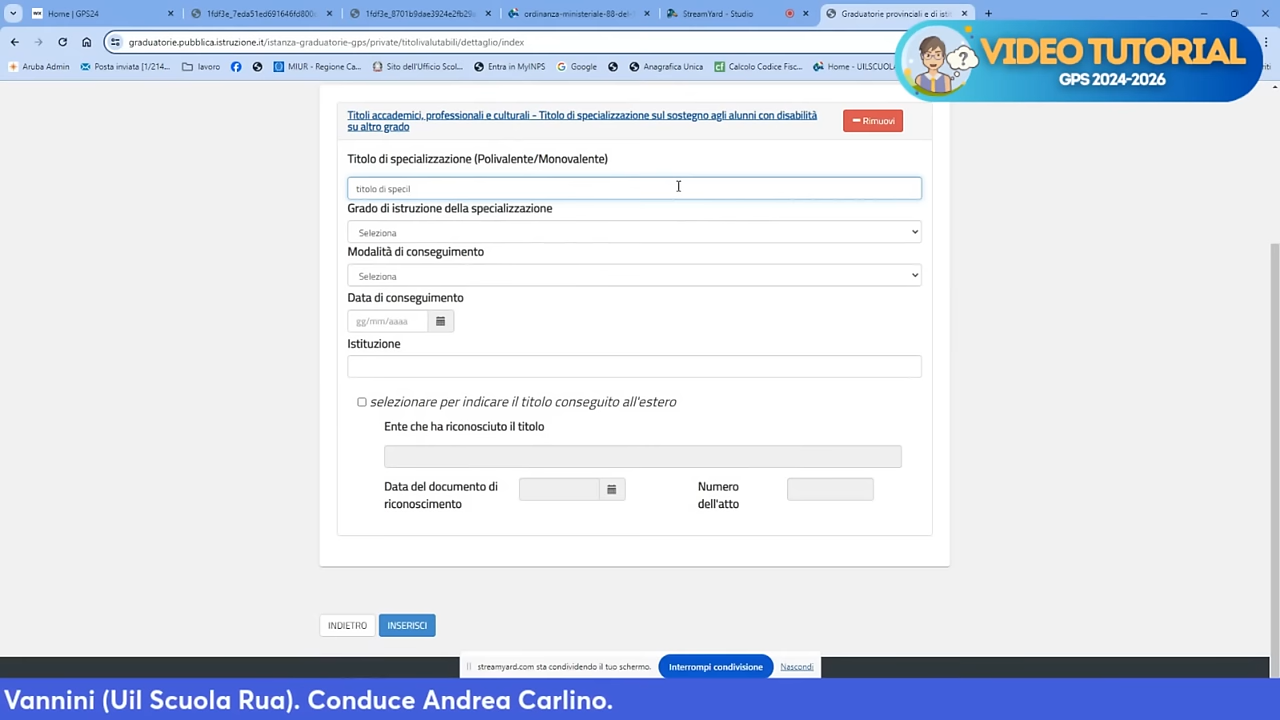 Home | GPS24
1fdf3e_7eda51ed691646fd800c
1fdf3e_8701b9dae3924e2fb29
ordinanza-ministeriale-88-del-
StreamYard - Studio
Graduatorie provinciali e di ist
graduatorie.pubblica.istruzione.it/istanza-graduatorie-gps/private/titolivalutabili/dettaglio/index
Aruba Admin
Posta inviata [1/214...
lavoro
MIUR - Regione Ca...
Sito dell'Ufficio Scol...
Entra in MyINPS
Google
Anagrafica Unica
Calcolo Codice Fisc...
Home - UILSCUOLA
VIDEO TUTORIAL
GPS 2024-2026
Titoli accademici, professionali e culturali - Titolo di specializzazione sul sostegno agli alunni con disabilità
su altro grado
Rimuovi
Titolo di specializzazione (Polivalente/Monovalente)
titolo di specil
Grado di istruzione della specializzazione
Seleziona
Modalità di conseguimento
Seleziona
Data di conseguimento
gg/mm/aaaa
Istituzione
selezionare per indicare il titolo conseguito all'estero
Ente che ha riconosciuto il titolo
Data del documento di
riconoscimento
Numero
dell'atto
INDIETRO
INSERISCI
streamyard.com sta condividendo il tuo schermo.
Interrompi condivisione
Nascondi
Vannini (Uil Scuola Rua). Conduce Andrea Carlino.